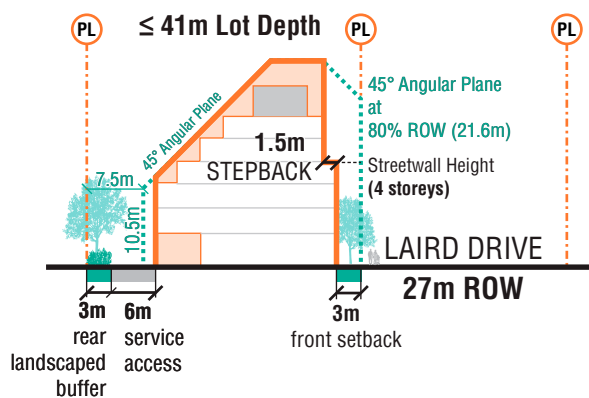 PL
≤ 41m Lot Depth
PL
PL
45° Angular Plane
45° Angular Plane
at
80% ROW (21.6m)
1.5m
STEPBACK
Streetwall Height
(4 storeys)
7.5m
10.5m
LAIRD DRIVE
27m ROW
3m
rear
landscaped
buffer
6m
service
access
3m
front setback